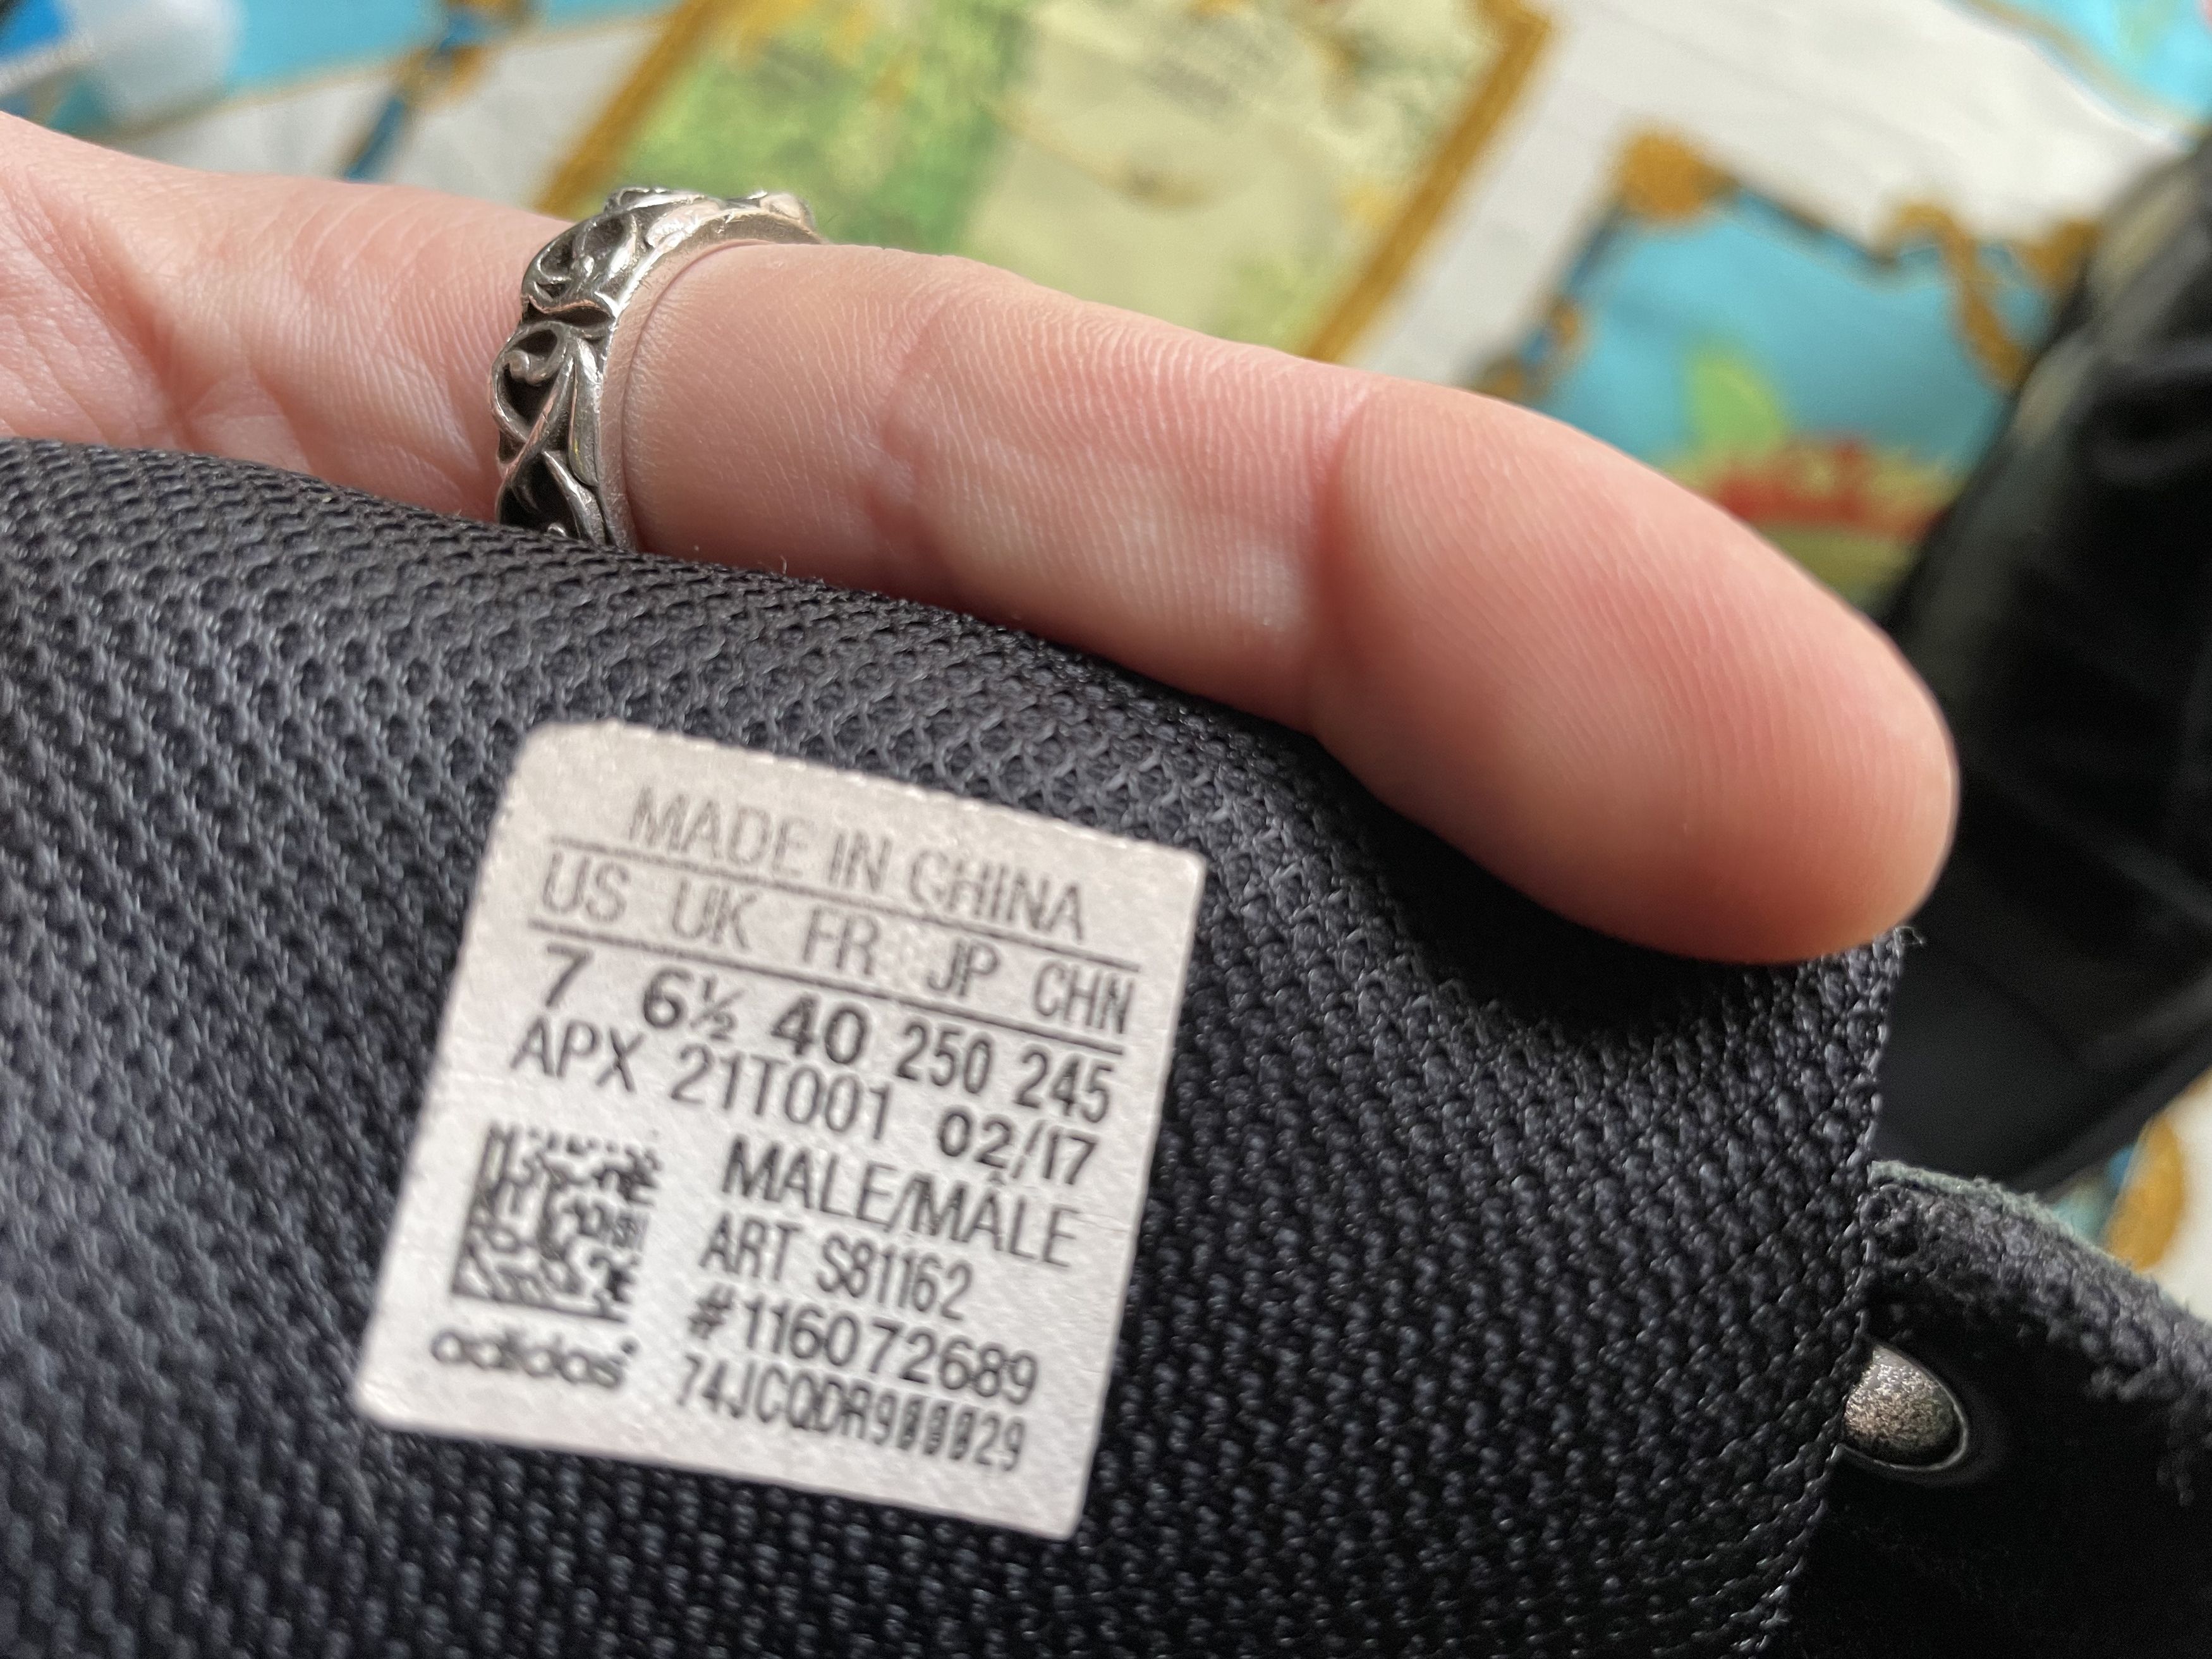 MADE IN CHINA
US UK FR JP CHN
7 6½ 40 250 245
APX 21T001 02/17
MALE/MÂLE
ART S81162
#116072689
adidas
74JCQDR900029